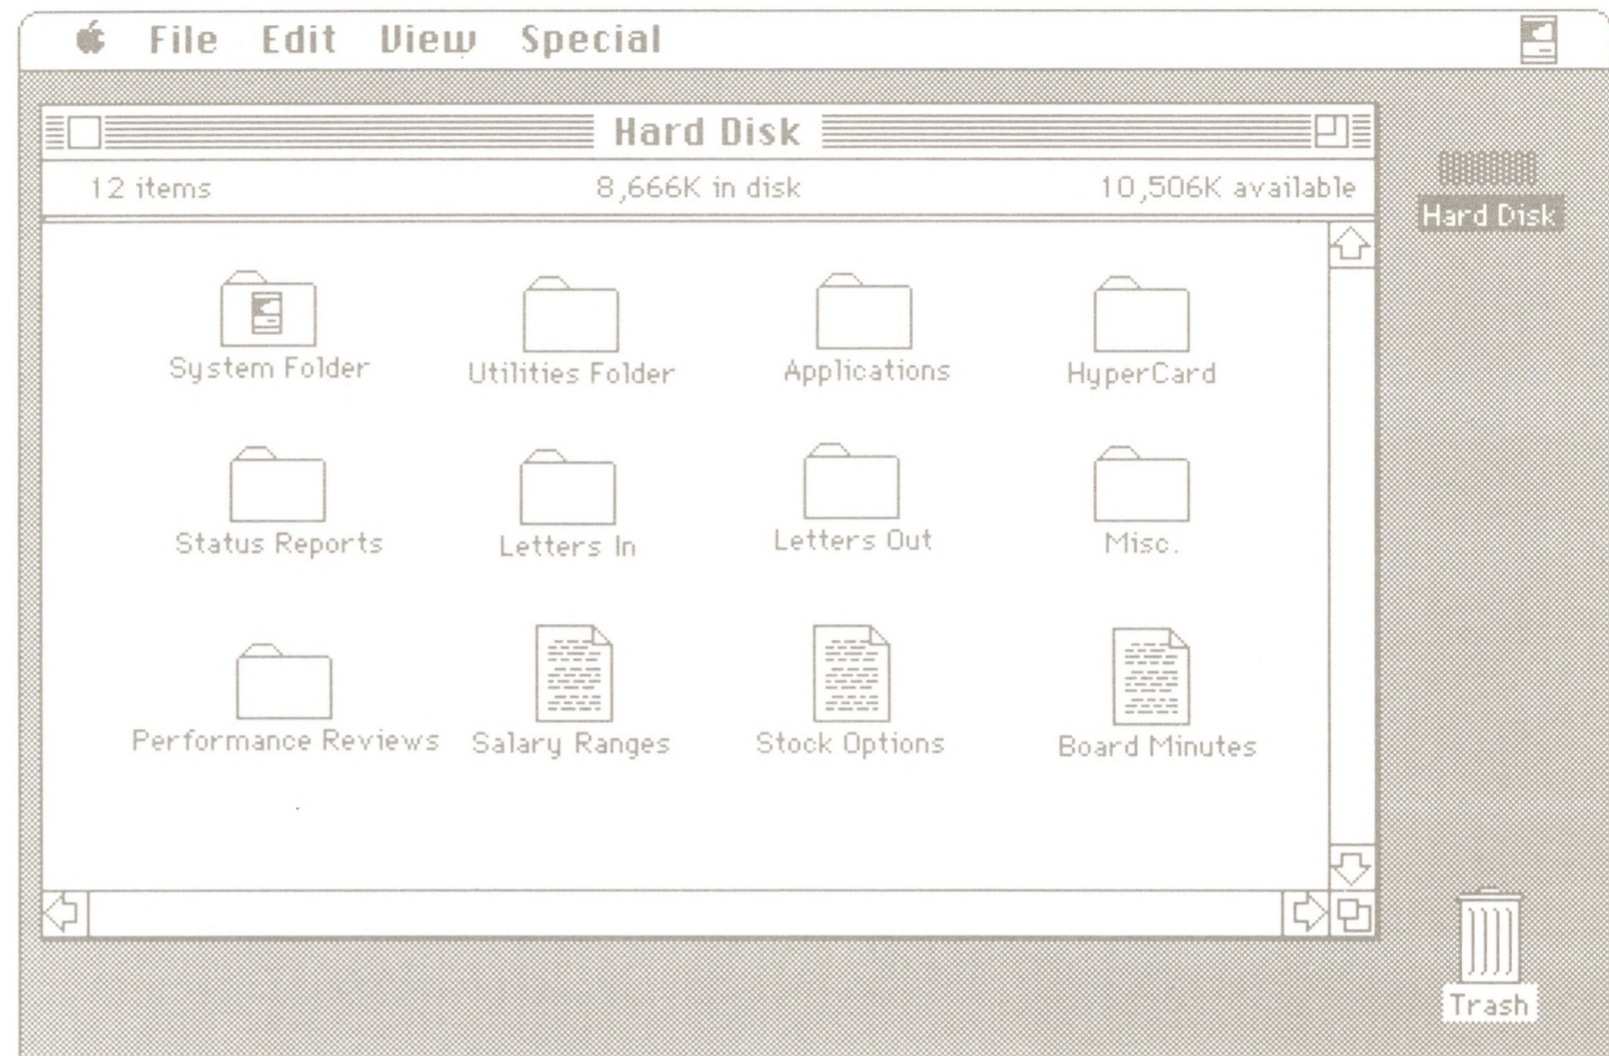 File Edit View Special
Hard Disk
12 items 8,666K in disk 10,506K available
Hard Disk
System Folder Utilities Folder Applications HyperCard
Status Reports Letters In Letters Out Misc.
Performance Reviews Salary Ranges Stock Options Board Minutes
Trash